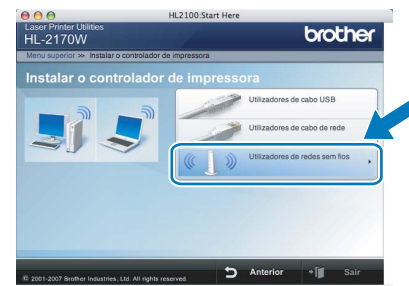 HL2100:Start Here
Laser Printer Utilities
HL-2170W
brother
Menu superior >> Instalar o controlador de impressora
Instalar o controlador de impressora
Utilizadores de cabo USB
Utilizadores de cabo de rede
Utilizadores de redes sem fios
© 2001-2007 Brother Industries, Ltd. All rights reserved
Anterior
Sair